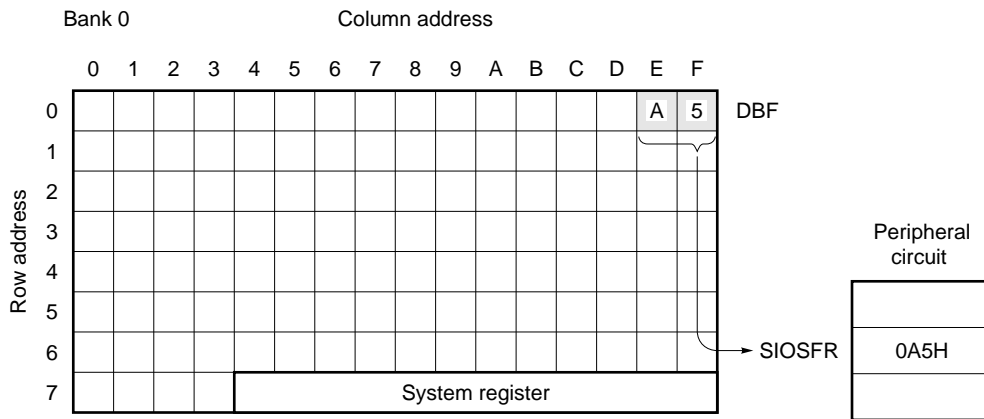 Bank 0 Column address
0 1 2 3 4 5 6 7 8 9 A B C D E F
0 A 5 DBF
1
2
3
4
5
6
7 System register
Row address
Peripheral
circuit
SIOSFR 0A5H